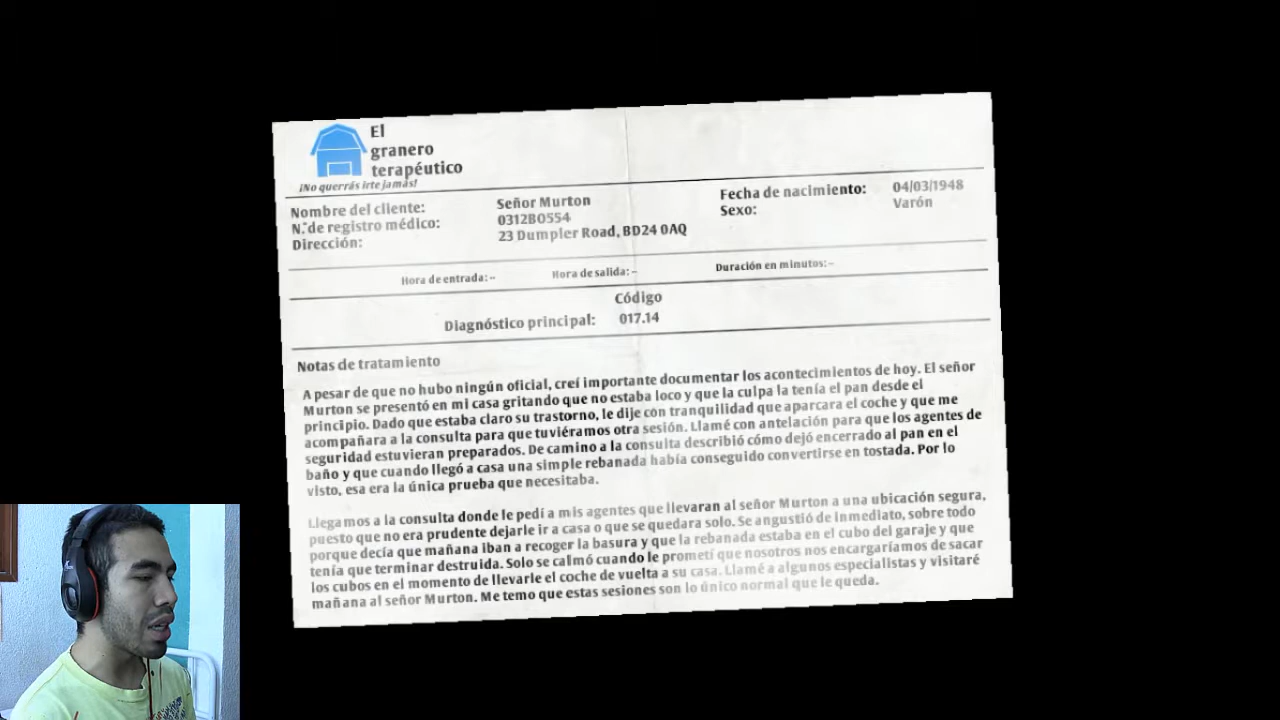 El
granero
terapéutico
¡No querrás irte jamás!
Nombre del cliente: Señor Murton Fecha de nacimiento: 04/03/1948
N.º de registro médico: 0312BO554 Sexo: Varón
Dirección: 23 Dumpler Road, BD24 0AQ
Hora de entrada: -- Hora de salida: -- Duración en minutos: --
Código
Diagnóstico principal: 017.14
Notas de tratamiento
A pesar de que no hubo ningún oficial, creí importante documentar los acontecimientos de hoy. El señor
Murton se presentó en mi casa gritando que no estaba loco y que la culpa la tenía el pan desde el
principio. Dado que estaba claro su trastorno, le dije con tranquilidad que aparcara el coche y que me
acompañara a la consulta para que tuviéramos otra sesión. Llamé con antelación para que los agentes de
seguridad estuvieran preparados. De camino a la consulta describió cómo dejó encerrado al pan en el
baño y que cuando llegó a casa una simple rebanada había conseguido convertirse en tostada. Por lo
visto, esa era la única prueba que necesitaba.
Llegamos a la consulta donde le pedí a mis agentes que llevaran al señor Murton a una ubicación segura,
puesto que no era prudente dejarle ir a casa o que se quedara solo. Se angustió de inmediato, sobre todo
porque decía que mañana iban a recoger la basura y que la rebanada estaba en el cubo del garaje y que
tenía que terminar destruida. Solo se calmó cuando le prometí que nosotros nos encargaríamos de sacar
los cubos en el momento de llevarle el coche de vuelta a su casa. Llamé a algunos especialistas y visitaré
mañana al señor Murton. Me temo que estas sesiones son lo único normal que le queda.